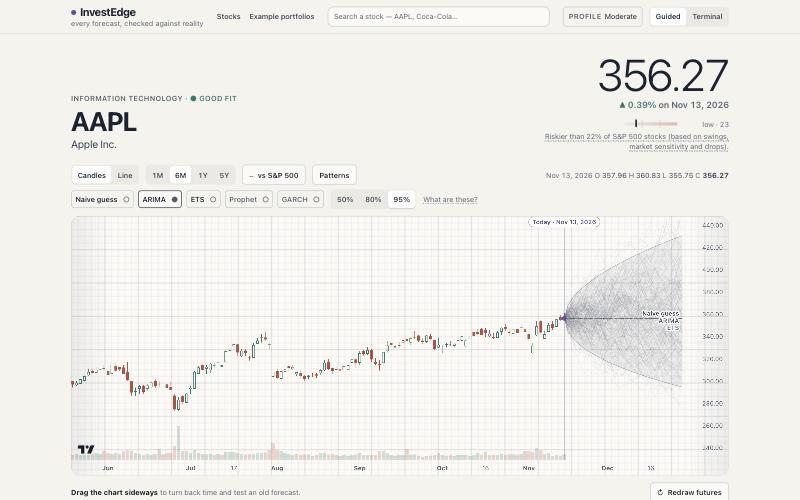 InvestEdge
every forecast, checked against reality
Stocks Example portfolios
Search a stock — AAPL, Coca-Cola...
PROFILE Moderate
Guided Terminal
INFORMATION TECHNOLOGY · GOOD FIT
AAPL
Apple Inc.
356.27
▲ 0.39% on Nov 13, 2026
low · 23
Riskier than 22% of S&P 500 stocks (based on swings,
market sensitivity and drops).
Candles Line 1M 6M 1Y 5Y vs S&P 500 Patterns
Nov 13, 2026 O 357.96 H 360.83 L 355.75 C 356.27
Naive guess ARIMA ETS Prophet GARCH 50% 80% 95% What are these?
Today · Nov 13, 2026
440.00
420.00
400.00
380.00
360.00
340.00
320.00
300.00
280.00
260.00
240.00
Naive guess
ARIMA
ETS
Jun Jul 17 Aug Sep Oct 16 Nov Dec 16
Drag the chart sideways to turn back time and test an old forecast.
Redraw futures